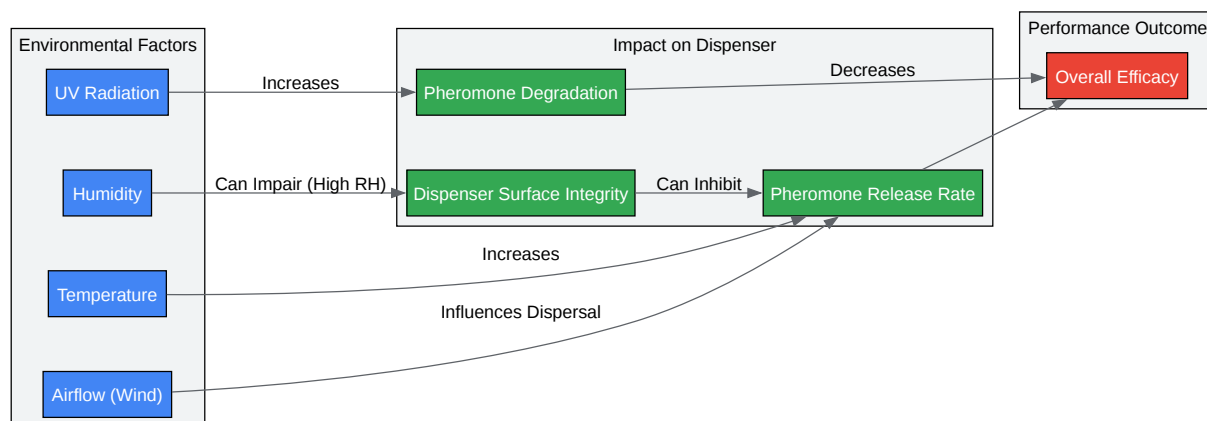 Environmental Factors
UV Radiation
Humidity
Temperature
Airflow (Wind)
Increases
Can Impair (High RH)
Increases
Influences Dispersal
Impact on Dispenser
Pheromone Degradation
Dispenser Surface Integrity
Can Inhibit
Pheromone Release Rate
Decreases
Performance Outcome
Overall Efficacy